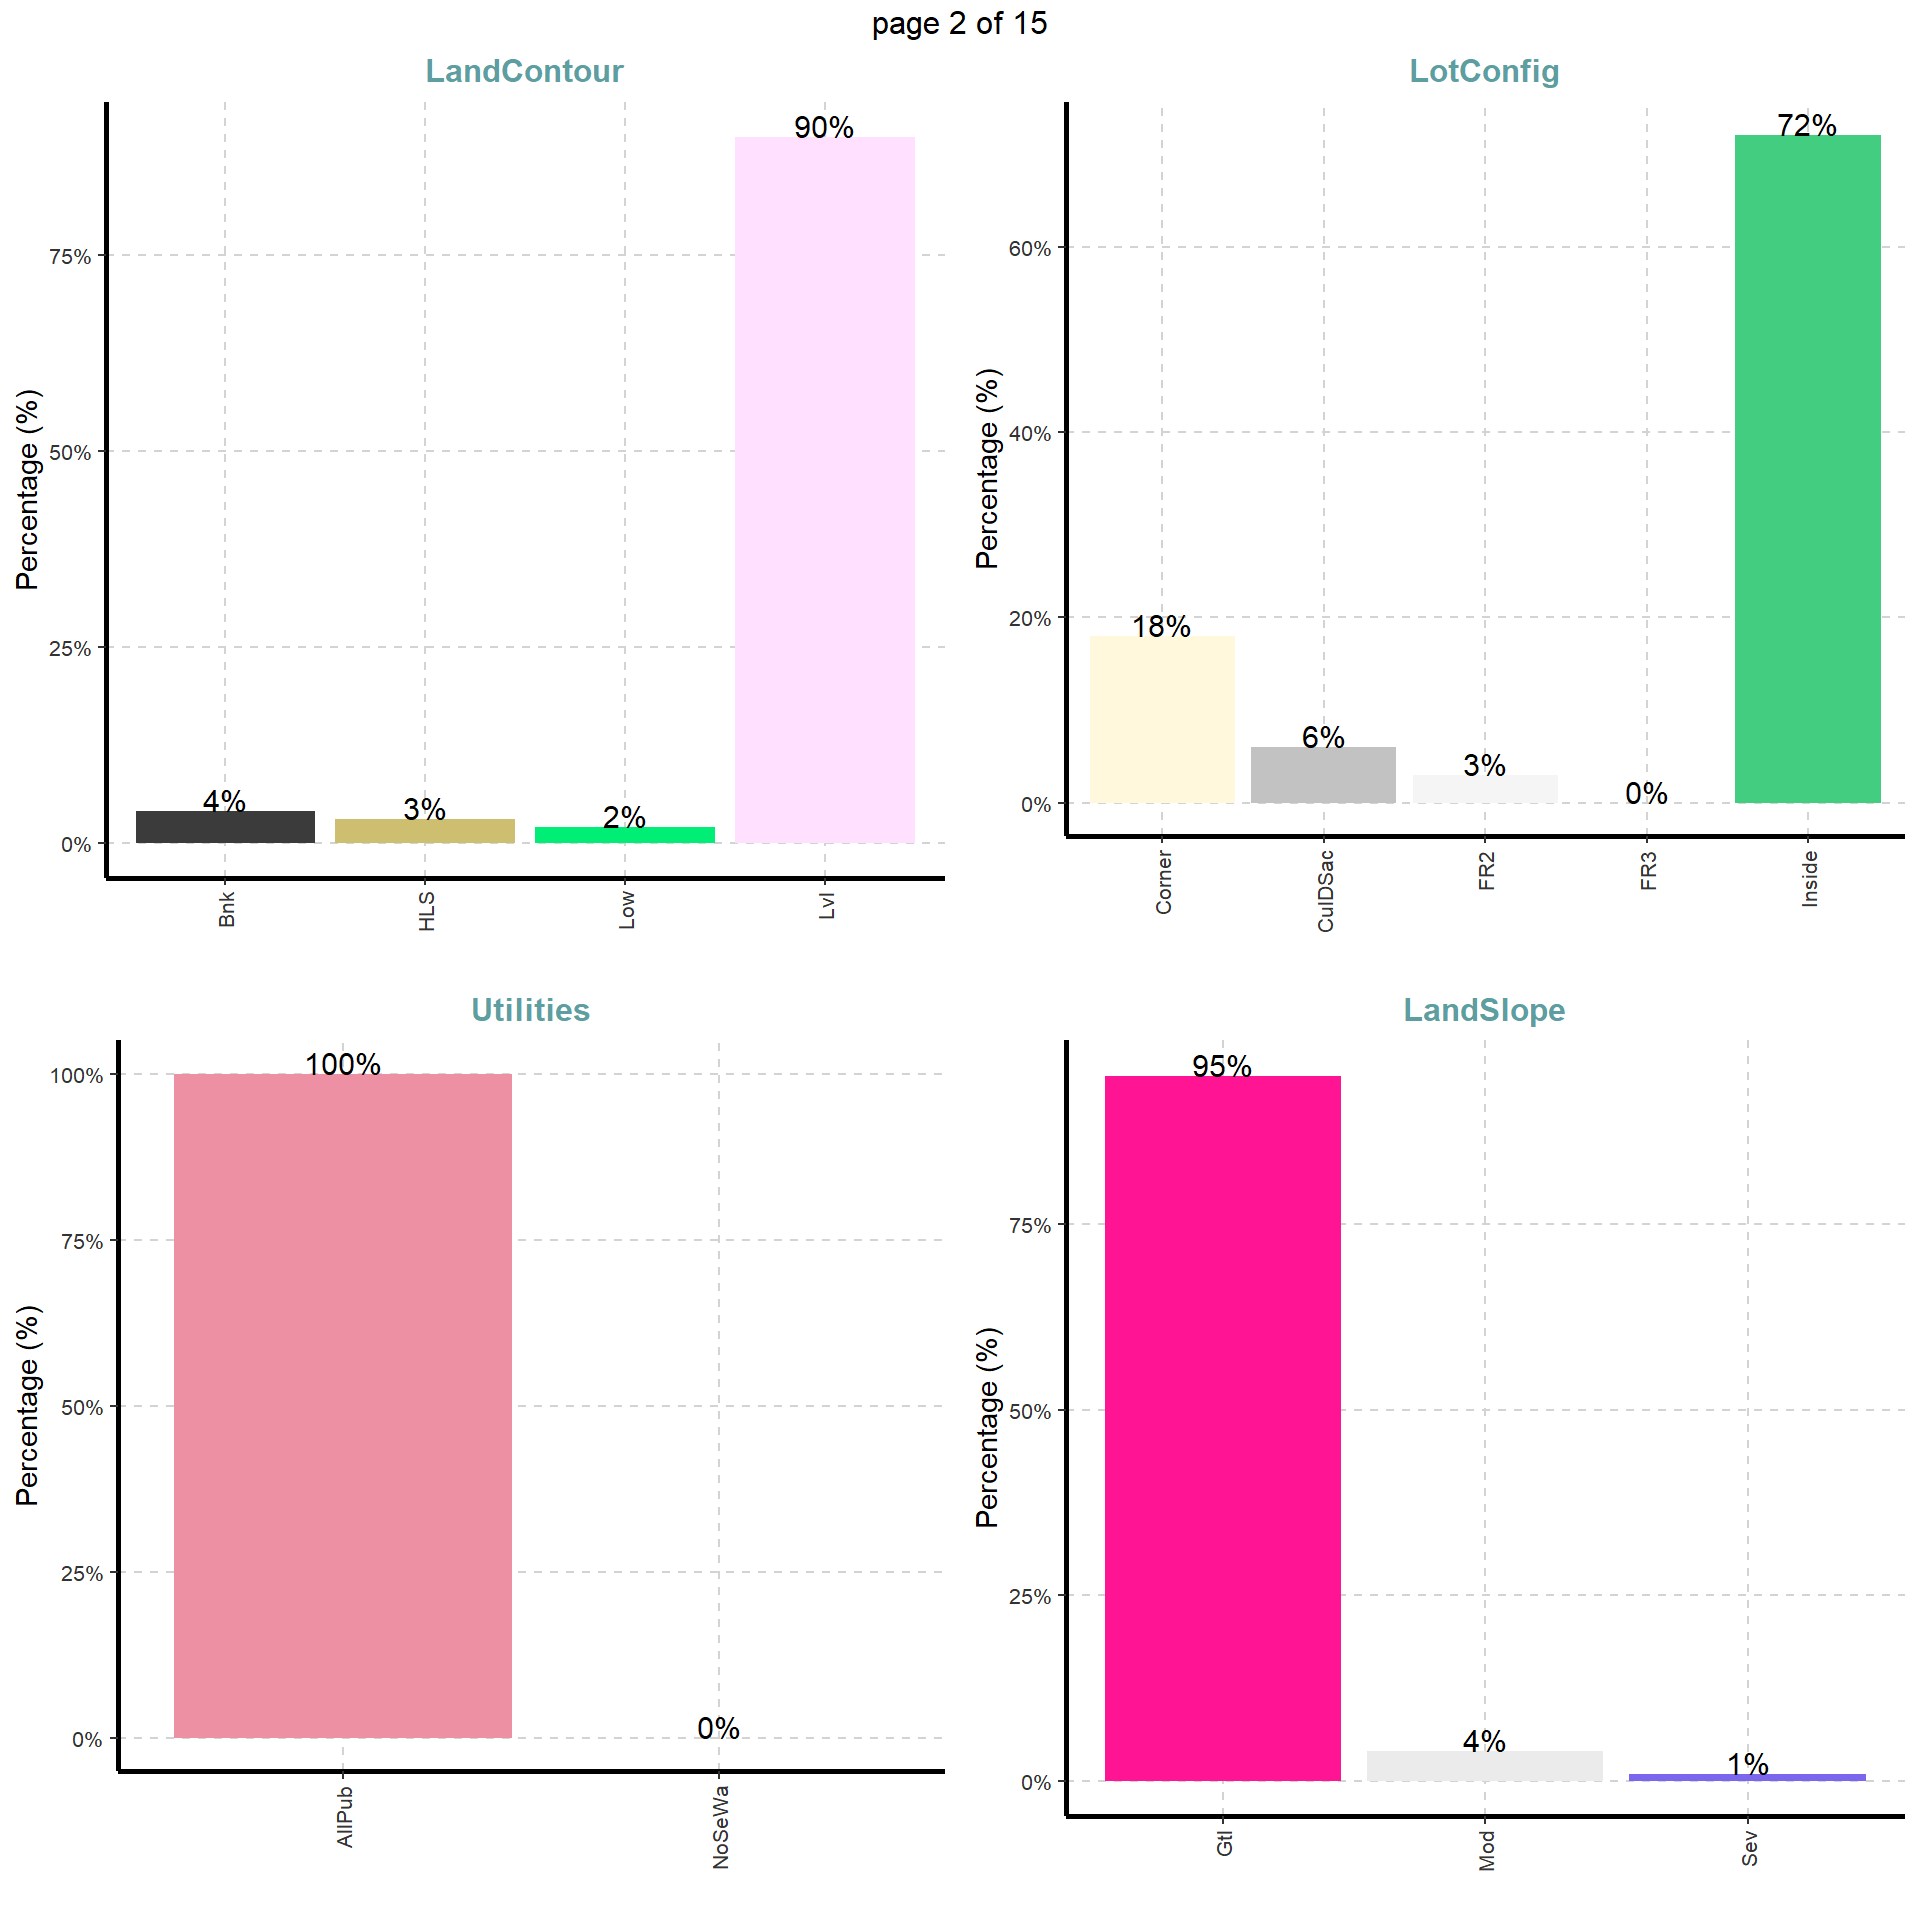 page 2 of 15
LandContour
Percentage (%)
75%
50%
25%
0%
4%
3%
2%
90%
Bnk
HLS
Low
Lvl
LotConfig
Percentage (%)
60%
40%
20%
0%
18%
6%
3%
0%
72%
Corner
CulDSac
FR2
FR3
Inside
Utilities
Percentage (%)
100%
75%
50%
25%
0%
100%
0%
AllPub
NoSeWa
LandSlope
Percentage (%)
75%
50%
25%
0%
95%
4%
1%
Gtl
Mod
Sev